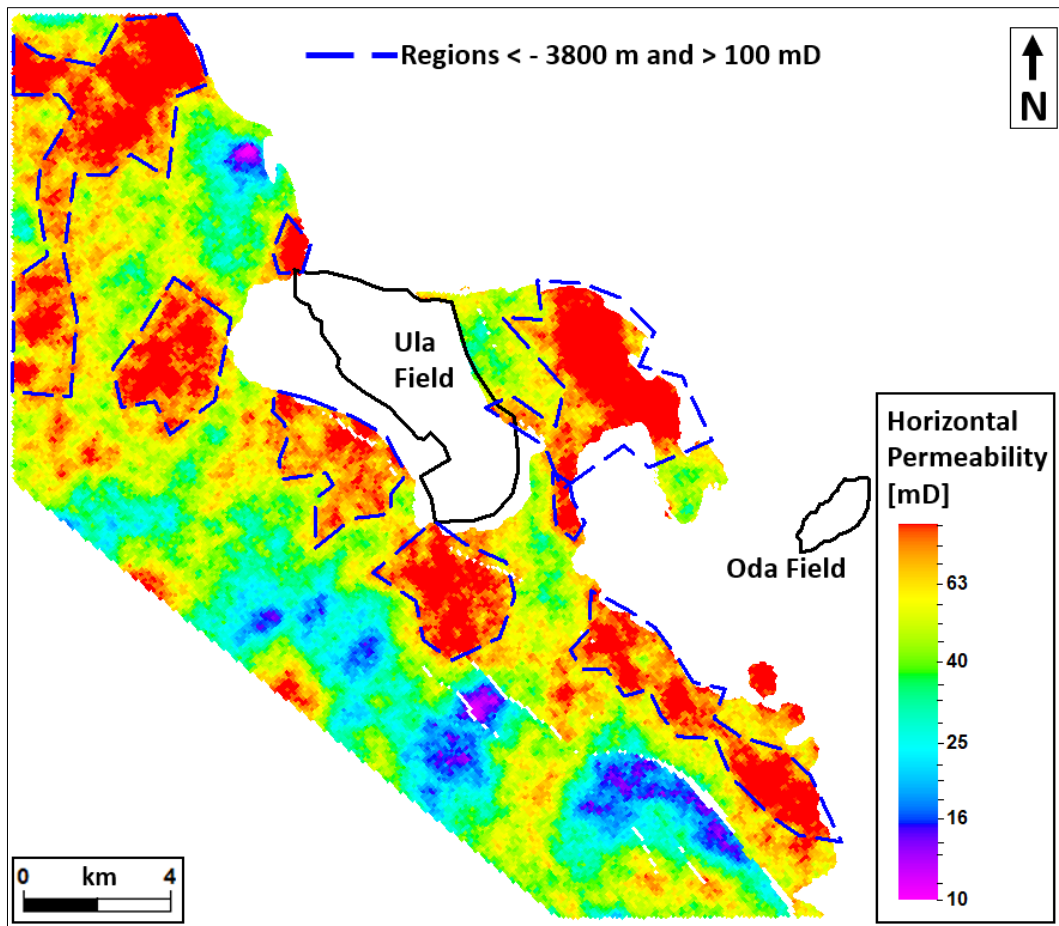 Regions < - 3800 m and > 100 mD
N
Ula
Field
Horizontal
Permeability
[mD]
63
40
25
16
10
Oda Field
0 km 4